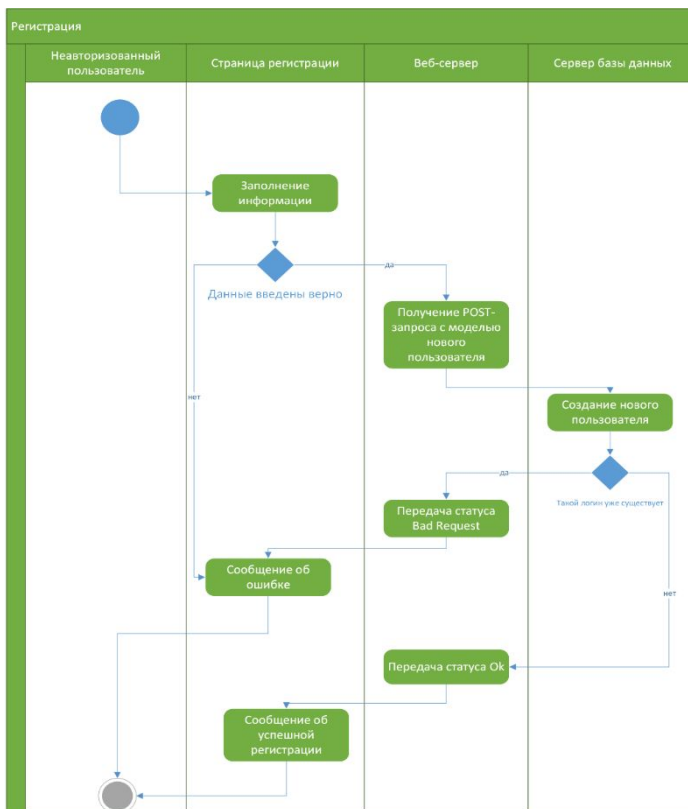 Регистрация
Неавторизованный
пользователь
Страница регистрации
Веб-сервер
Сервер базы данных
Заполнение
информации
да
Данные введены верно
Получение POST-
запроса с моделью
нового
пользователя
нет
Создание нового
пользователя
да
Такой логин уже существует
Передача статуса
Bad Request
Сообщение об
ошибке
нет
Передача статуса Ok
Сообщение об
успешной
регистрации